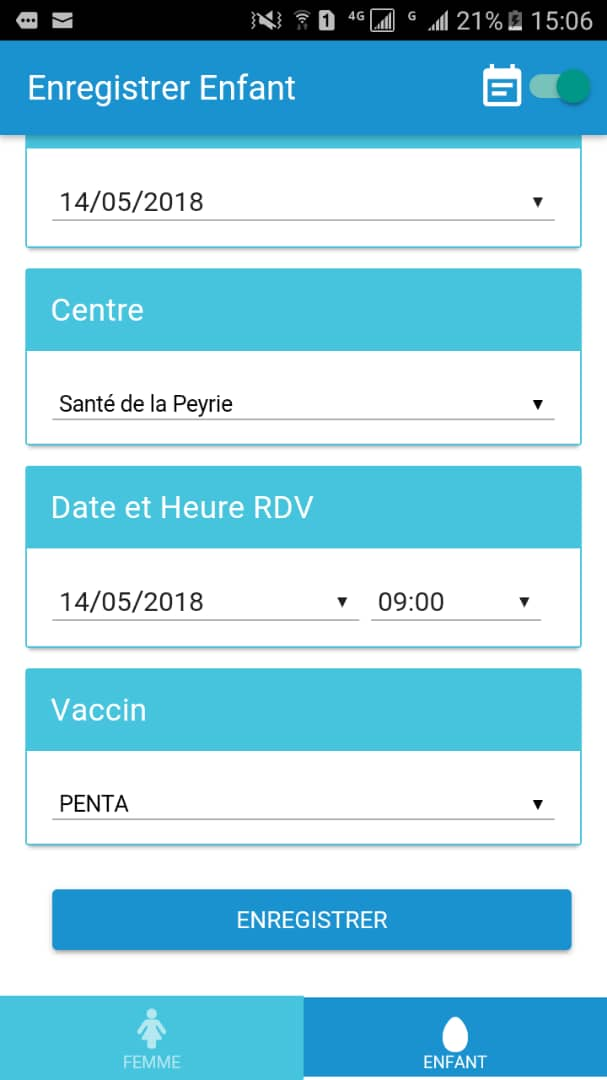 1 4G G 21% 15:06
Enregistrer Enfant
14/05/2018
Centre
Santé de la Peyrie
Date et Heure RDV
14/05/2018 09:00
Vaccin
PENTA
ENREGISTRER
FEMME ENFANT